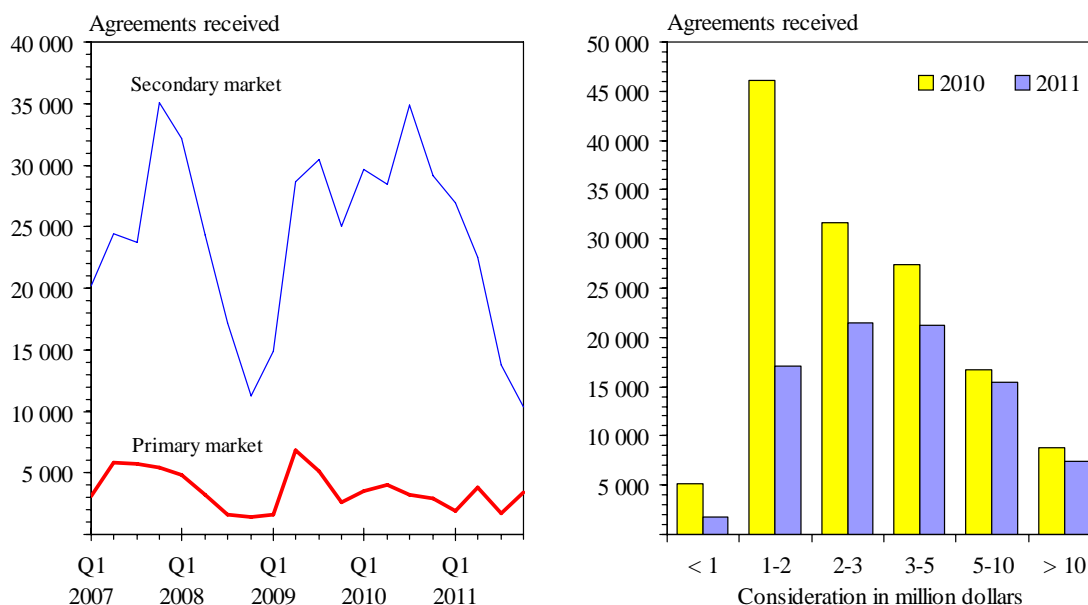 Agreements received
40 000
35 000
30 000
25 000
20 000
15 000
10 000
5 000
Secondary market
Primary market
Q1 Q1 Q1 Q1 Q1
2007 2008 2009 2010 2011
Agreements received
50 000
45 000
40 000
35 000
30 000
25 000
20 000
15 000
10 000
5 000
2010 2011
< 1 1-2 2-3 3-5 5-10 > 10
Consideration in million dollars